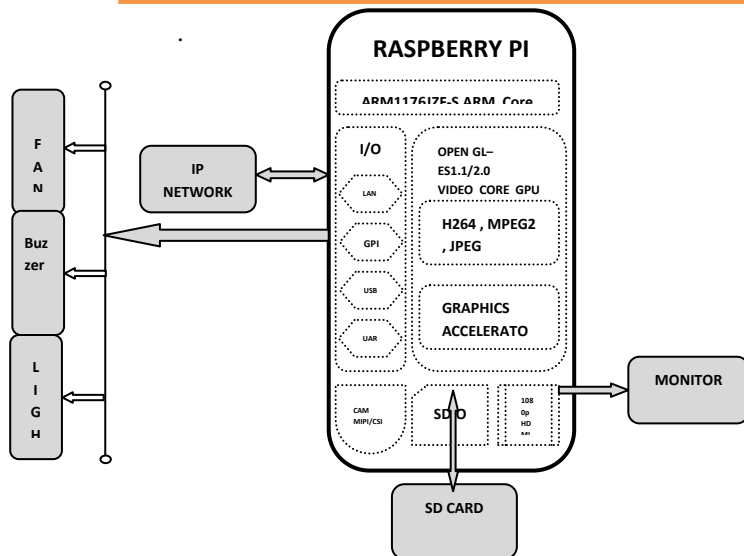 RASPBERRY PI
ARM1176JZF-S ARM Core
I/O
LAN
GPI
USB
UAR
OPEN GL–
ES1.1/2.0
VIDEO CORE GPU
H264 , MPEG2
, JPEG
GRAPHICS
ACCELERATO
CAM
MIPI/CSI
SD O
108
0p
HD
IP
NETWORK
F
A
N
Buz
zer
L
I
G
H
MONITOR
SD CARD